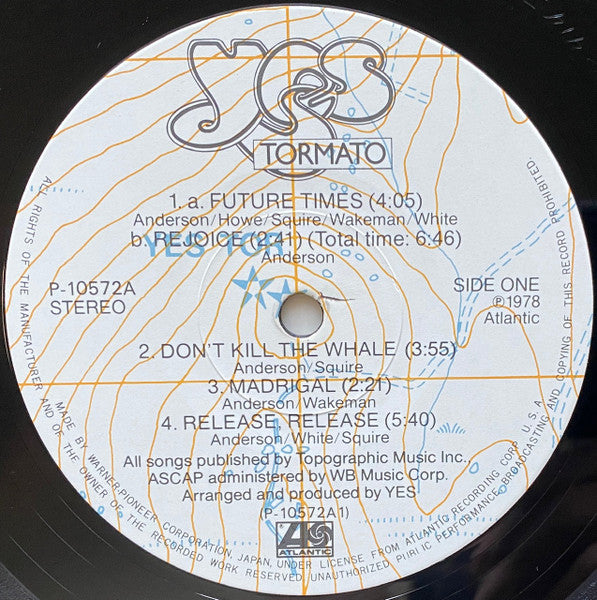 YES
TORMATO
1. a. FUTURE TIMES (4:05)
Anderson/Howe/Squire/Wakeman/White
b. REJOICE (2:41) (Total time: 6:46)
Anderson
YES TOR
P-10572A
STEREO
SIDE ONE
℗1978
Atlantic
2. DON'T KILL THE WHALE (3:55)
Anderson/Squire
3. MADRIGAL (2:21)
Anderson/Wakeman
4. RELEASE, RELEASE (5:40)
Anderson/White/Squire
All songs published by Topographic Music Inc.,
ASCAP administered by WB Music Corp.
Arranged and produced by YES
(P-10572A1)
ATLANTIC
MADE BY WARNER-PIONEER CORPORATION, JAPAN, UNDER LICENSE FROM ATLANTIC RECORDING CORP. U.S.A.
ALL RIGHTS OF THE MANUFACTURER AND OF THE OWNER OF THE RECORDED WORK RESERVED. UNAUTHORIZED PUBLIC PERFORMANCE, BROADCASTING AND COPYING OF THIS RECORD PROHIBITED.